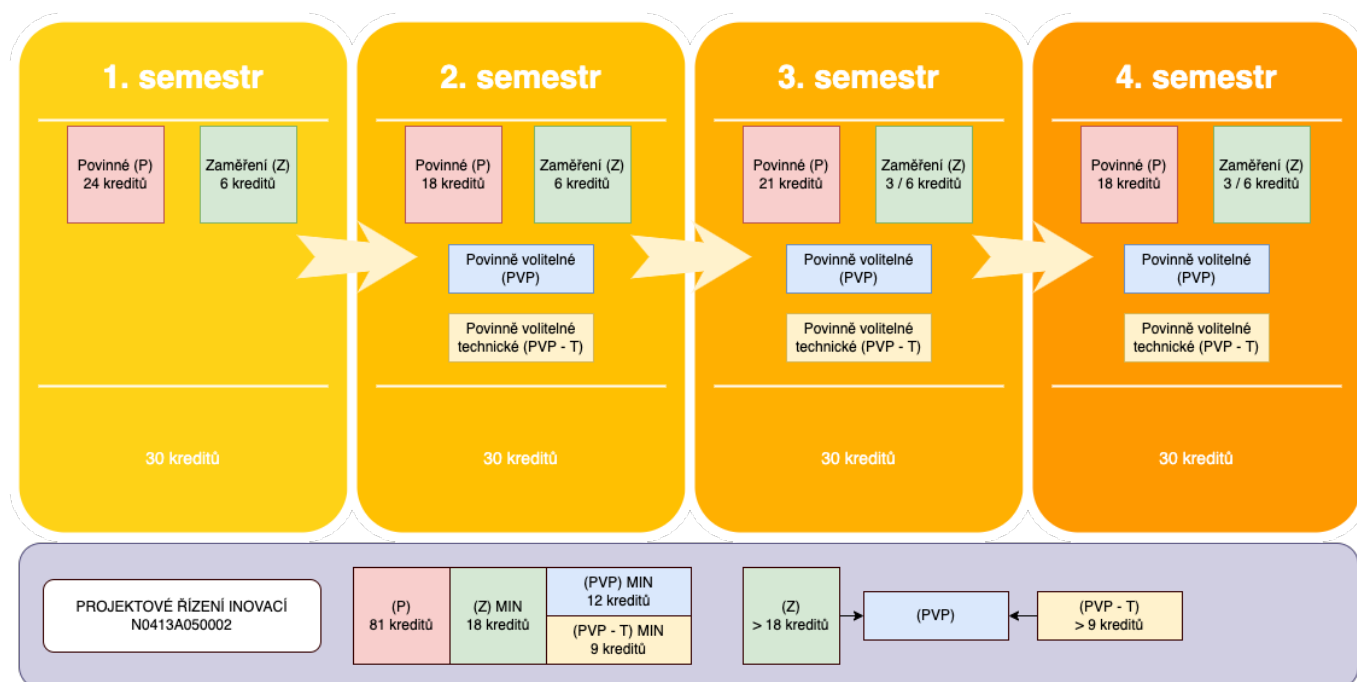 1. semestr
Povinné (P)
24 kreditů
Zaměření (Z)
6 kreditů
30 kreditů
2. semestr
Povinné (P)
18 kreditů
Zaměření (Z)
6 kreditů
Povinně volitelné
(PVP)
Povinně volitelné
technické (PVP - T)
30 kreditů
3. semestr
Povinné (P)
21 kreditů
Zaměření (Z)
3 / 6 kreditů
Povinně volitelné
(PVP)
Povinně volitelné
technické (PVP - T)
30 kreditů
4. semestr
Povinné (P)
18 kreditů
Zaměření (Z)
3 / 6 kreditů
Povinně volitelné
(PVP)
Povinně volitelné
technické (PVP - T)
30 kreditů
PROJEKTOVÉ ŘÍZENÍ INOVACÍ
N0413A050002
(P)
81 kreditů
(Z) MIN
18 kreditů
(PVP) MIN
12 kreditů
(PVP - T) MIN
9 kreditů
(Z)
> 18 kreditů
(PVP)
(PVP - T)
> 9 kreditů